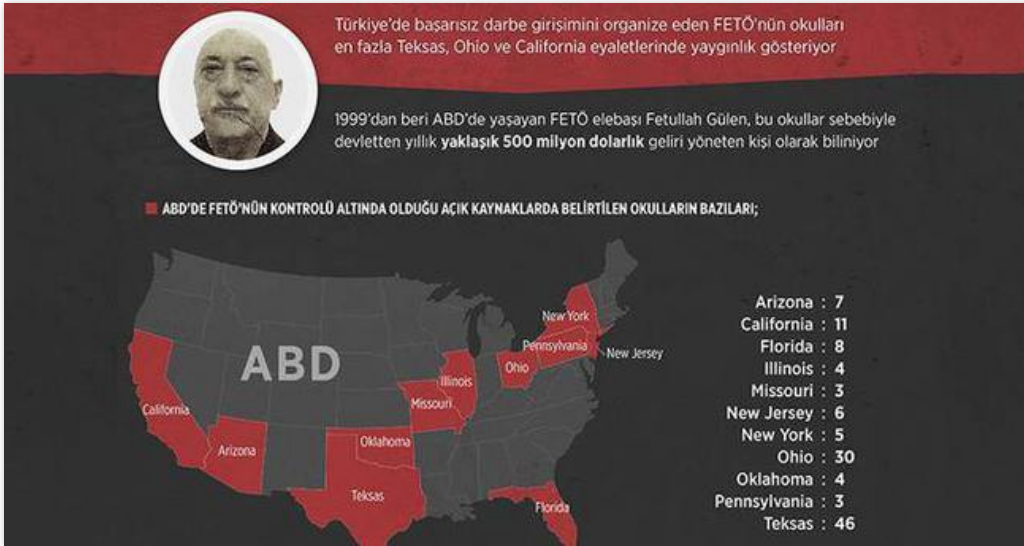 Türkiye'de başarısız darbe girişimini organize eden FETÖ'nün okulları
en fazla Teksas, Ohio ve California eyaletlerinde yaygınlık gösteriyor
1999'dan beri ABD'de yaşayan FETÖ elebaşı Fetullah Gülen, bu okullar sebebiyle
devletten yıllık yaklaşık 500 milyon dolarlık geliri yöneten kişi olarak biliniyor
ABD'DE FETÖ'NÜN KONTROLÜ ALTINDA OLDUĞU AÇIK KAYNAKLARDA BELİRTİLEN OKULLARIN BAZILARI;
ABD
New York
Pennsylvania
New Jersey
Ohio
Illinois
Missouri
California
Arizona
Oklahoma
Teksas
Florida
Arizona : 7
California : 11
Florida : 8
Illinois : 4
Missouri : 3
New Jersey : 6
New York : 5
Ohio : 30
Oklahoma : 4
Pennsylvania : 3
Teksas : 46